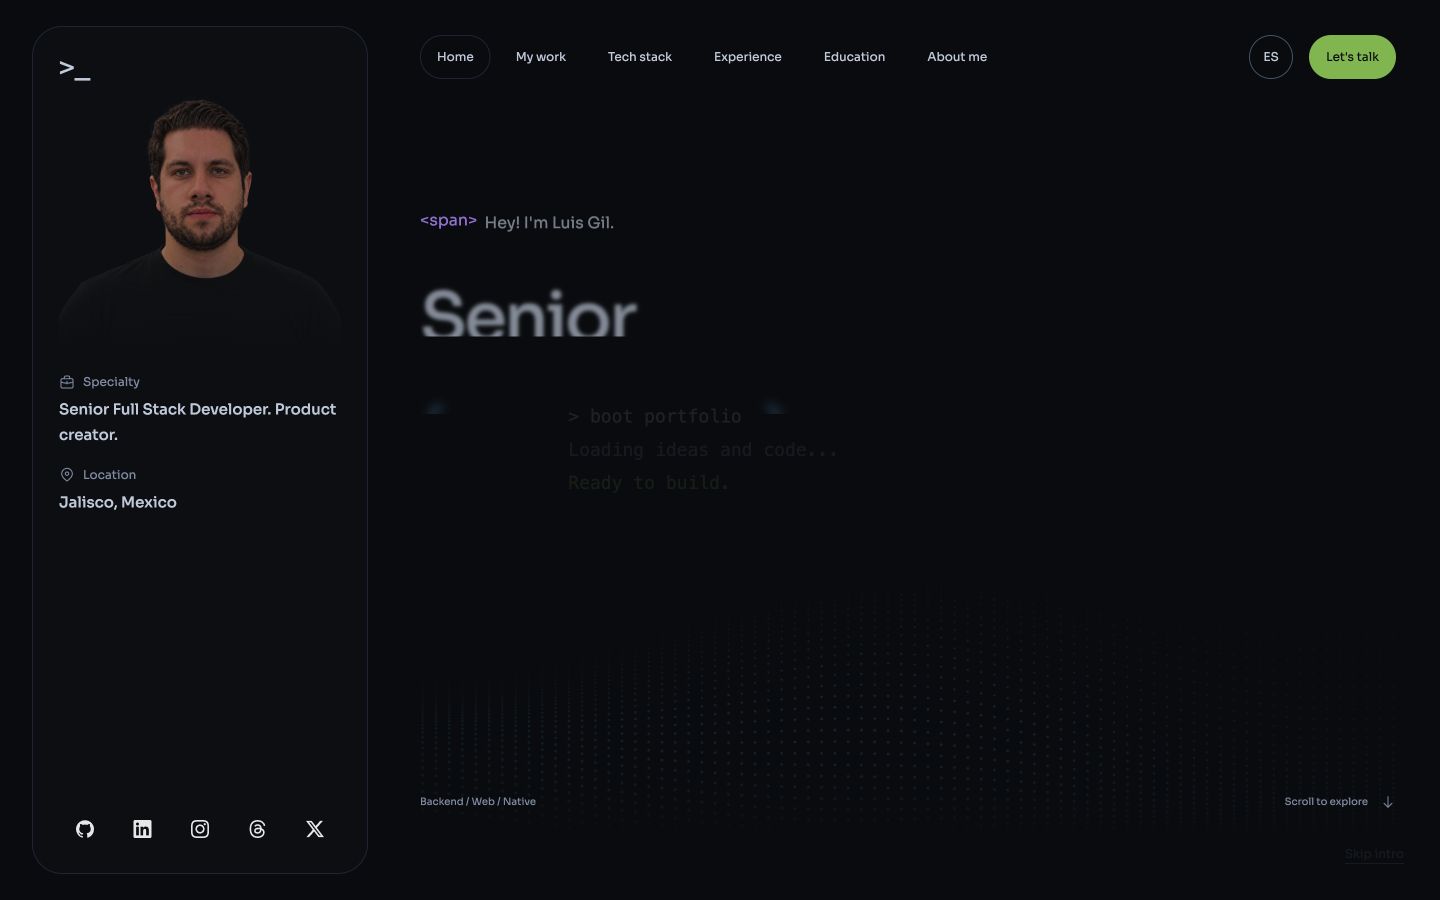 >_
Home
My work
Tech stack
Experience
Education
About me
ES
Let's talk
<span> Hey! I'm Luis Gil.
Senior
> boot portfolio
Loading ideas and code...
Ready to build.
Specialty
Senior Full Stack Developer. Product
creator.
Location
Jalisco, Mexico
Backend / Web / Native
Scroll to explore
Skip intro